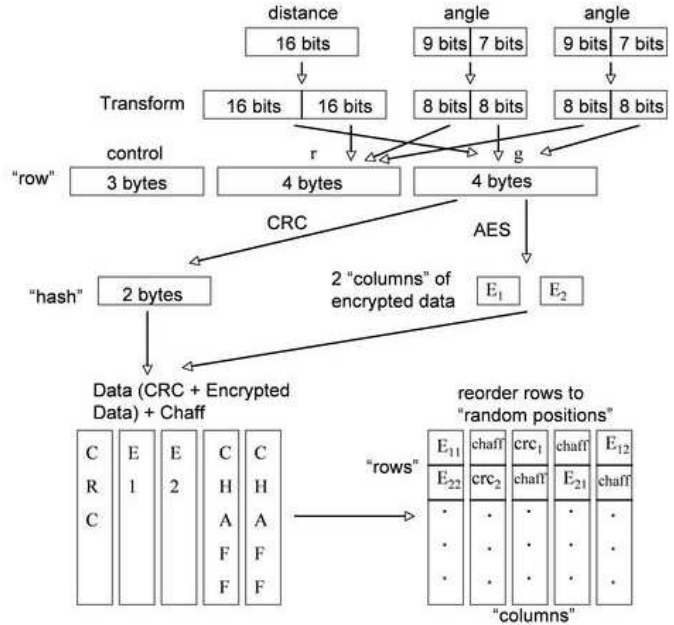 distance angle angle
16 bits 9 bits 7 bits 9 bits 7 bits
Transform 16 bits 16 bits 8 bits 8 bits 8 bits 8 bits
control r g
"row" 3 bytes 4 bytes 4 bytes
CRC AES
"hash" 2 bytes
2 "columns" of
encrypted data
E1 E2
Data (CRC + Encrypted
Data) + Chaff
C E E C C
R 1 2 H H
C A A
F F
F F
reorder rows to
"random positions"
"rows"
E11 chaff crc1 chaff E12
E22 crc2 chaff E21 chaff
. . . . .
. . . . .
. . . . .
"columns"